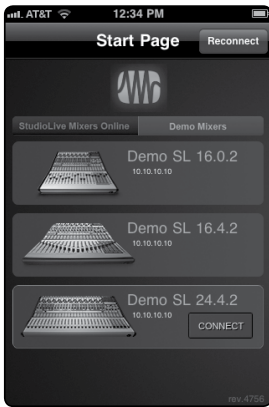 AT&T 12:34 PM
Start Page Reconnect
StudioLive Mixers Online Demo Mixers
Demo SL 16.0.2
10.10.10.10
Demo SL 16.4.2
10.10.10.10
Demo SL 24.4.2
10.10.10.10
CONNECT
rev.4756